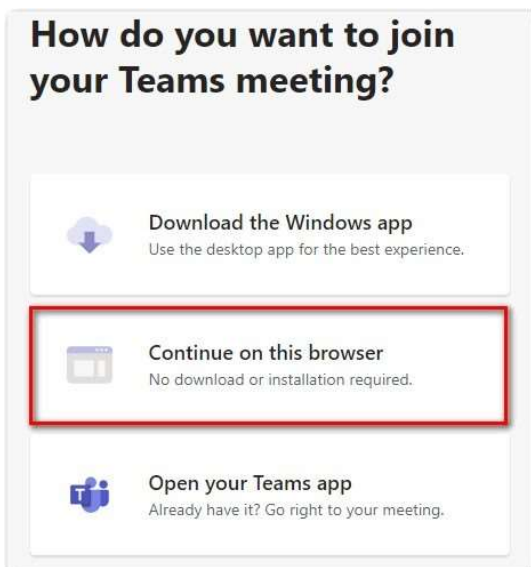 How do you want to join
your Teams meeting?
Download the Windows app
Use the desktop app for the best experience.
Continue on this browser
No download or installation required.
Open your Teams app
Already have it? Go right to your meeting.